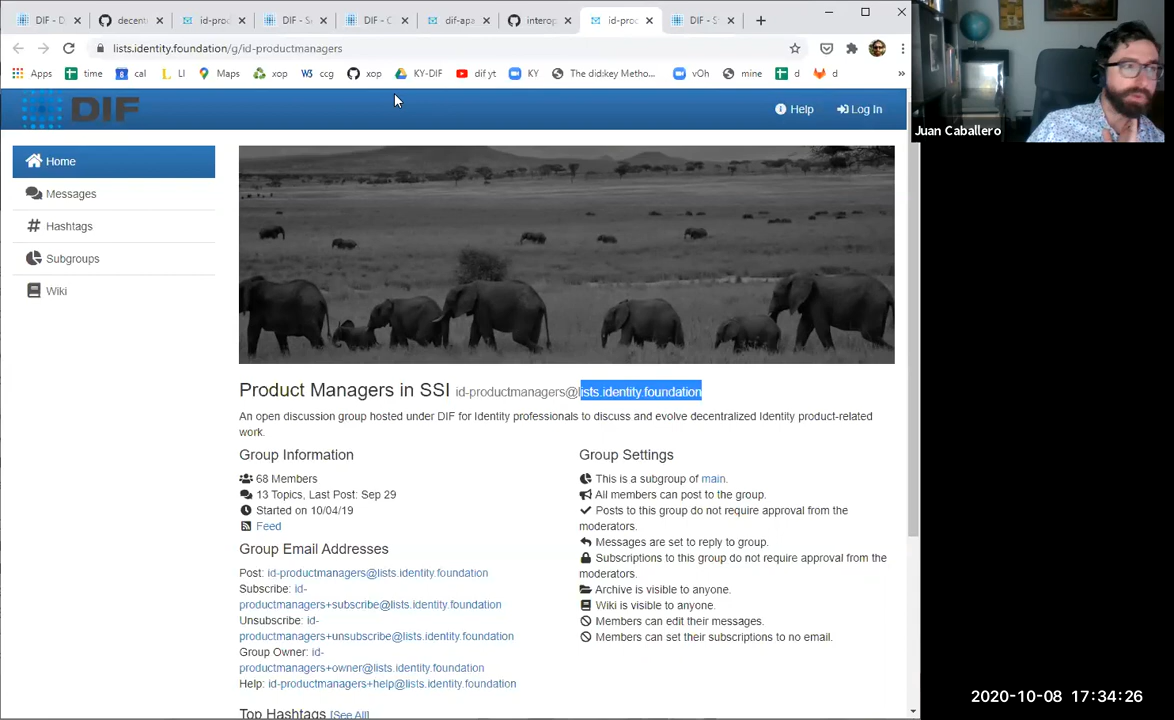 DIF - D
decent
id-prod
DIF - S
DIF - C
dif-apa
interop
id-proc
DIF - S
lists.identity.foundation/g/id-productmanagers
Apps
time
cal
LI
Maps
xop
ccg
xop
KY-DIF
dif yt
KY
The did:key Metho...
vOh
mine
d
d
»
DIF
Help
Log In
Juan Caballero
Home
Messages
Hashtags
Subgroups
Wiki
Product Managers in SSI id-productmanagers@lists.identity.foundation
An open discussion group hosted under DIF for Identity professionals to discuss and evolve decentralized Identity product-related
work.
Group Information
68 Members
13 Topics, Last Post: Sep 29
Started on 10/04/19
Feed
Group Email Addresses
Post: id-productmanagers@lists.identity.foundation
Subscribe: id-
productmanagers+subscribe@lists.identity.foundation
Unsubscribe: id-
productmanagers+unsubscribe@lists.identity.foundation
Group Owner: id-
productmanagers+owner@lists.identity.foundation
Help: id-productmanagers+help@lists.identity.foundation
Top Hashtags [See All]
Group Settings
This is a subgroup of main.
All members can post to the group.
Posts to this group do not require approval from the
moderators.
Messages are set to reply to group.
Subscriptions to this group do not require approval from the
moderators.
Archive is visible to anyone.
Wiki is visible to anyone.
Members can edit their messages.
Members can set their subscriptions to no email.
2020-10-08 17:34:26